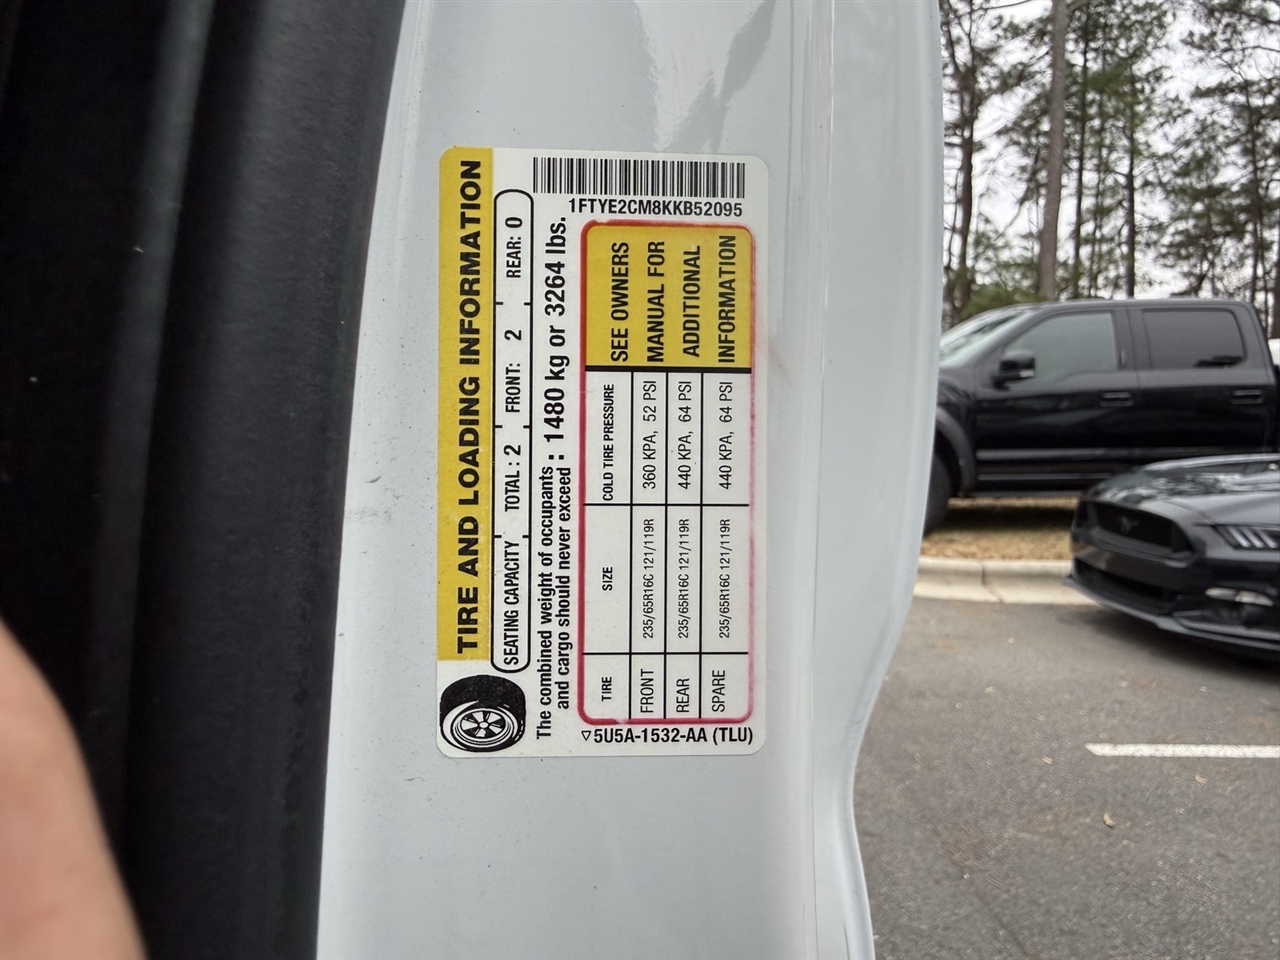 TIRE AND LOADING INFORMATION
SEATING CAPACITY TOTAL: 2 FRONT: 2 REAR: 0
The combined weight of occupants and cargo should never exceed : 1480 kg or 3264 lbs.
1FTYE2CM8KKB52095
TIRE SIZE COLD TIRE PRESSURE
FRONT 235/65R16C 121/119R 360 KPA, 52 PSI
REAR 235/65R16C 121/119R 440 KPA, 64 PSI
SPARE 235/65R16C 121/119R 440 KPA, 64 PSI
SEE OWNERS
MANUAL FOR
ADDITIONAL
INFORMATION
5U5A-1532-AA (TLU)